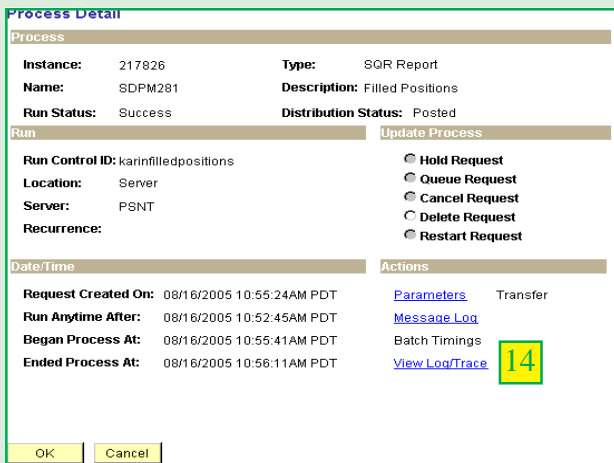 Process Detail
Process
Instance: 217826 Type: SQR Report
Name: SDPM281 Description: Filled Positions
Run Status: Success Distribution Status: Posted
Run Update Process
Run Control ID: karinfilledpositions Hold Request
Location: Server Queue Request
Server: PSNT Cancel Request
Recurrence: Delete Request
Restart Request
Date/Time Actions
Request Created On: 08/16/2005 10:55:24AM PDT Parameters Transfer
Run Anytime After: 08/16/2005 10:52:45AM PDT Message Log
Began Process At: 08/16/2005 10:55:41AM PDT Batch Timings
Ended Process At: 08/16/2005 10:56:11AM PDT View Log/Trace 14
OK Cancel